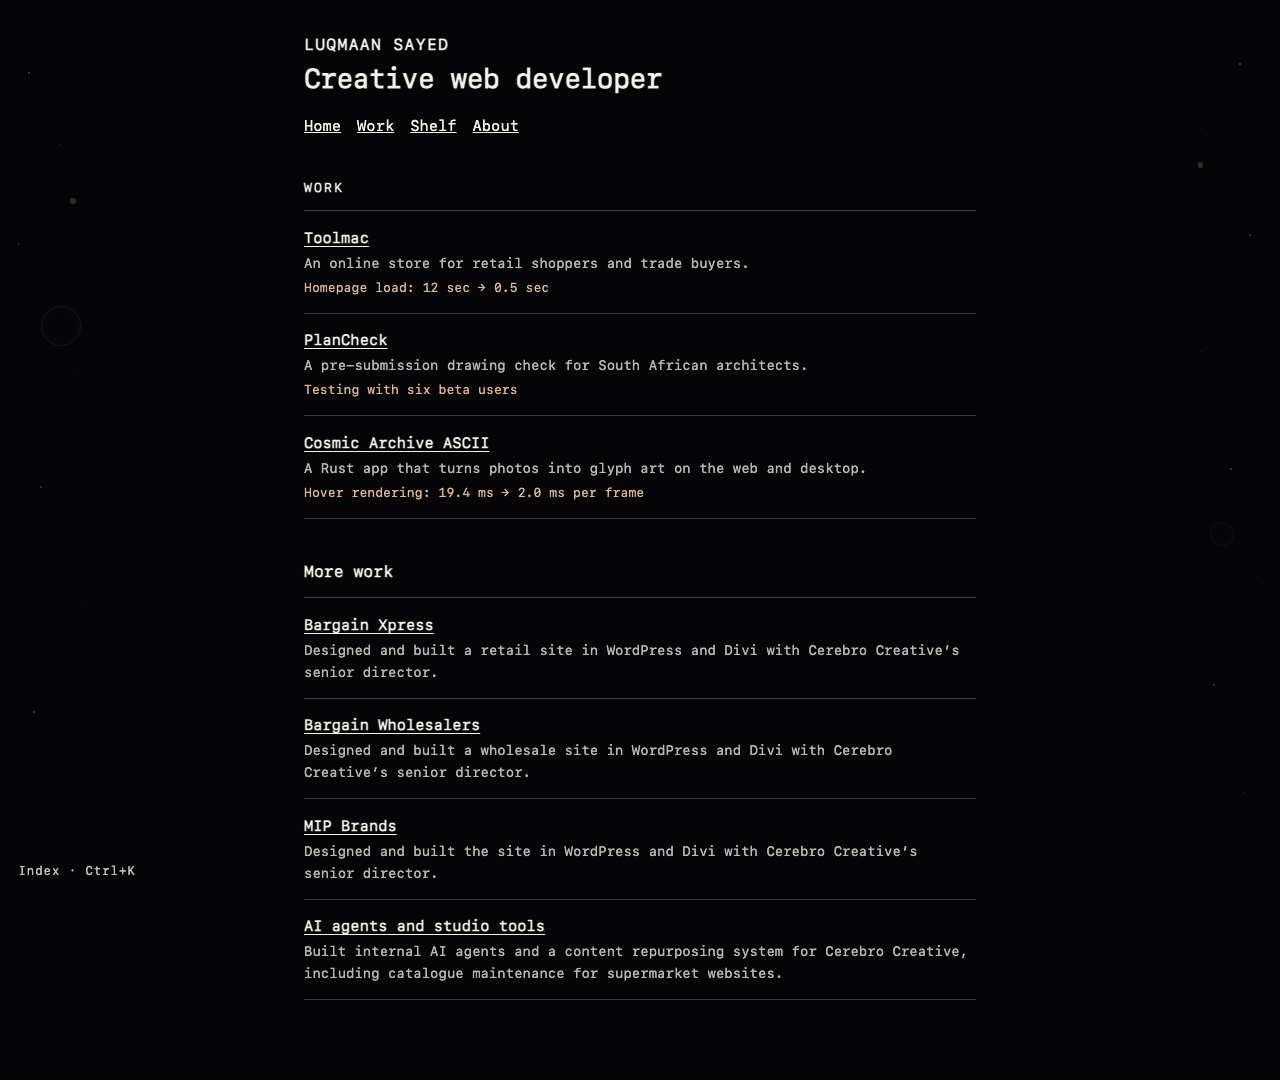 LUQMAAN SAYED
Creative web developer
Home Work Shelf About
WORK
Toolmac
An online store for retail shoppers and trade buyers.
Homepage load: 12 sec → 0.5 sec
PlanCheck
A pre-submission drawing check for South African architects.
Testing with six beta users
Cosmic Archive ASCII
A Rust app that turns photos into glyph art on the web and desktop.
Hover rendering: 19.4 ms → 2.0 ms per frame
More work
Bargain Xpress
Designed and built a retail site in WordPress and Divi with Cerebro Creative’s
senior director.
Bargain Wholesalers
Designed and built a wholesale site in WordPress and Divi with Cerebro
Creative’s senior director.
MIP Brands
Designed and built the site in WordPress and Divi with Cerebro Creative’s
senior director.
Index · Ctrl+K
AI agents and studio tools
Built internal AI agents and a content repurposing system for Cerebro Creative,
including catalogue maintenance for supermarket websites.